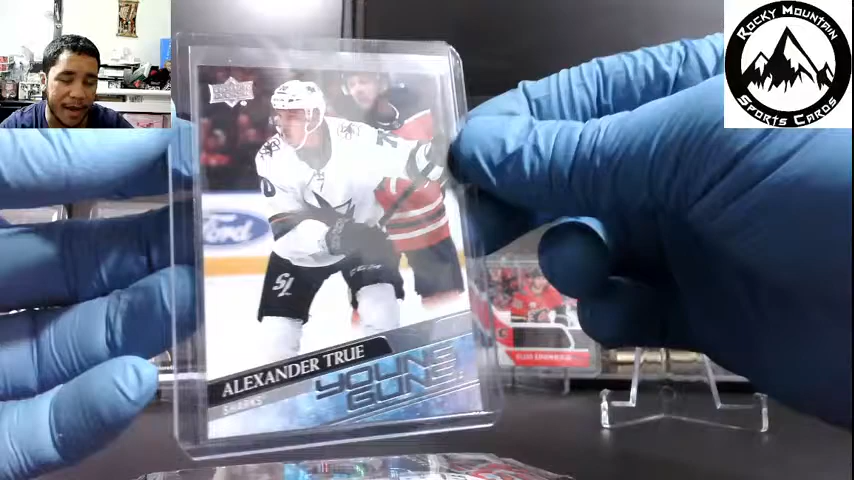 ROCKY MOUNTAIN
SPORTS CARDS
UPPER DECK
Ford
ALEXANDER TRUE
SHARKS
YOUNG
GUNS